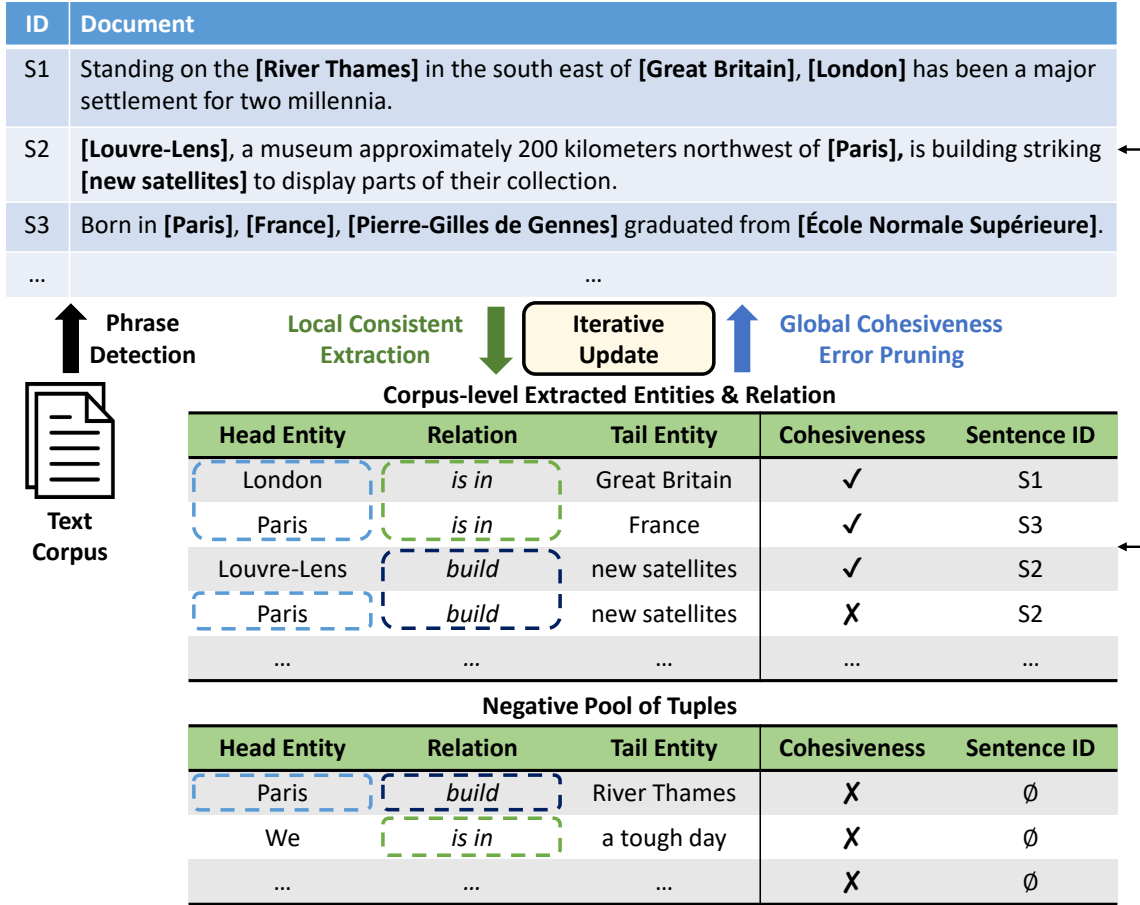 ID Document
S1 Standing on the [River Thames] in the south east of [Great Britain], [London] has been a major
settlement for two millennia.
S2 [Louvre-Lens], a museum approximately 200 kilometers northwest of [Paris], is building striking
[new satellites] to display parts of their collection.
S3 Born in [Paris], [France], [Pierre-Gilles de Gennes] graduated from [École Normale Supérieure].
... ...
Phrase
Detection
Local Consistent
Extraction
Iterative
Update
Global Cohesiveness
Error Pruning
Text
Corpus
Corpus-level Extracted Entities & Relation
Head Entity Relation Tail Entity Cohesiveness Sentence ID
London is in Great Britain ✓ S1
Paris is in France ✓ S3
Louvre-Lens build new satellites ✓ S2
Paris build new satellites ✗ S2
... ... ... ... ...
Negative Pool of Tuples
Head Entity Relation Tail Entity Cohesiveness Sentence ID
Paris build River Thames ✗ ∅
We is in a tough day ✗ ∅
... ... ... ✗ ∅